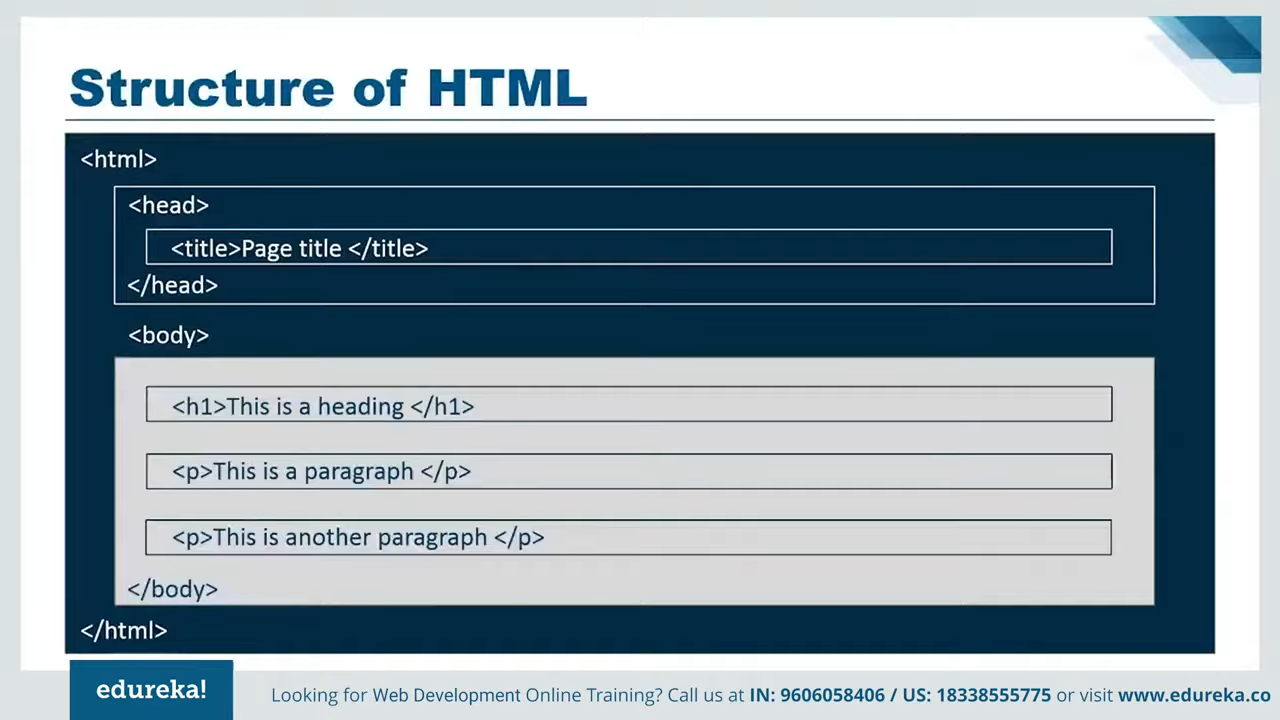 Structure of HTML
<html>
<head>
<title>Page title </title>
</head>
<body>
<h1>This is a heading </h1>
<p>This is a paragraph </p>
<p>This is another paragraph </p>
</body>
</html>
edureka!
Looking for Web Development Online Training? Call us at IN: 9606058406 / US: 18338555775 or visit www.edureka.co